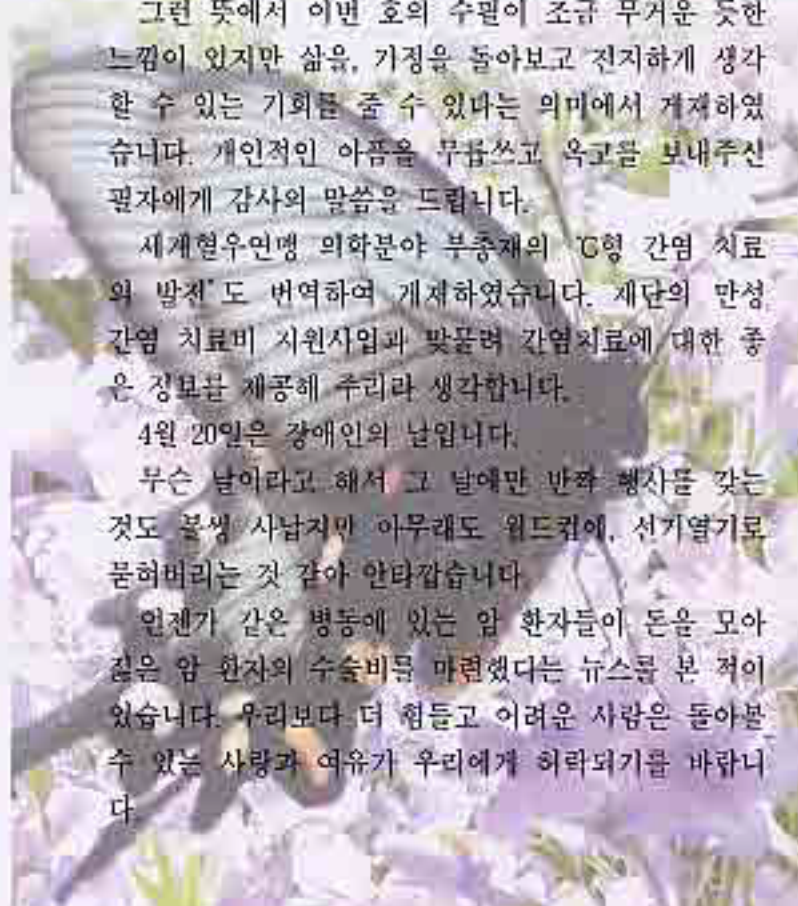 그런 뜻에서 이번 호의 수필이 조금 무거운 듯한
느낌이 있지만 삶을, 가정을 돌아보고 진지하게 생각
할 수 있는 기회를 줄 수 있다는 의미에서 게재하였
습니다. 개인적인 아픔을 무릅쓰고 옥고를 보내주신
필자에게 감사의 말씀을 드립니다.
세계혈우연맹 의학분야 부총재의 ‘C형 간염 치료
의 발전’도 번역하여 게재하였습니다. 재단의 만성
간염 치료비 지원사업과 맞물려 간염치료에 대한 좋
은 정보를 제공해 주리라 생각합니다.
4월 20일은 장애인의 날입니다.
무슨 날이라고 해서 그 날에만 반짝 행사를 갖는
것도 볼썽 사납지만 아무래도 월드컵에, 선거열기로
묻혀버리는 것 같아 안타깝습니다.
언젠가 같은 병동에 있는 암 환자들이 돈을 모아
젊은 암 환자의 수술비를 마련했다는 뉴스를 본 적이
있습니다. 우리보다 더 힘들고 어려운 사람은 돌아볼
수 있는 사랑과 여유가 우리에게 허락되기를 바랍니
다.